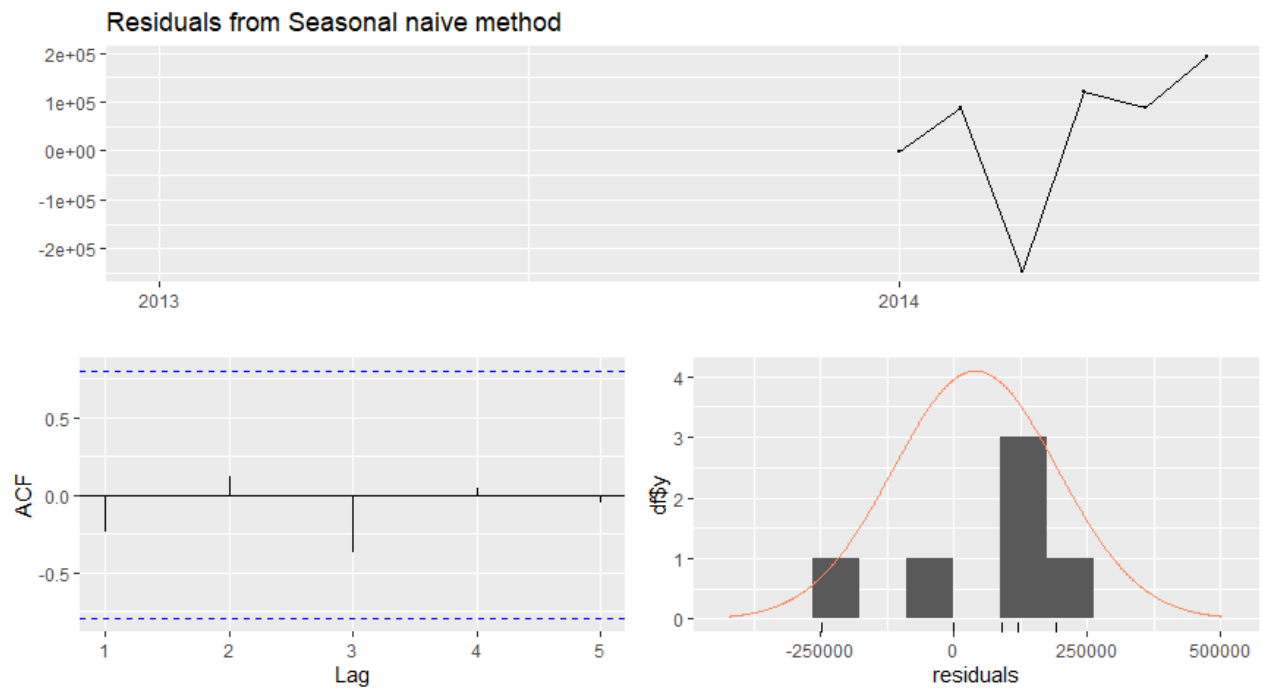 Residuals from Seasonal naive method
2e+05
1e+05
0e+00
-1e+05
-2e+05
2013 2014
ACF
0.5
0.0
-0.5
1 2 3 4 5
Lag
df$y
4
3
2
1
0
-250000 0 250000 500000
residuals